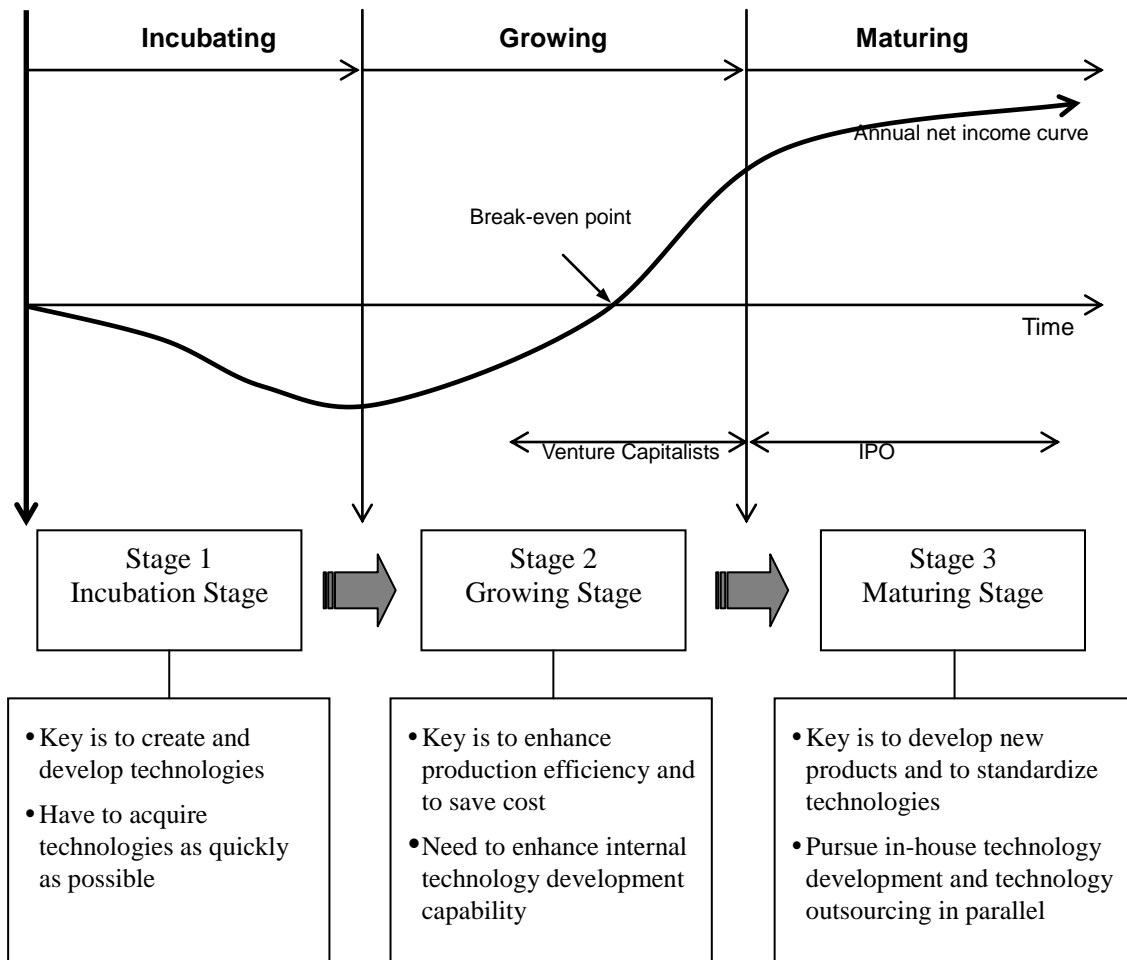 Incubating
Growing
Maturing
Annual net income curve
Break-even point
Time
Venture Capitalists
IPO
Stage 1
Incubation Stage
Stage 2
Growing Stage
Stage 3
Maturing Stage
• Key is to create and
develop technologies
• Have to acquire
technologies as quickly
as possible
• Key is to enhance
production efficiency and
to save cost
• Need to enhance internal
technology development
capability
• Key is to develop new
products and to standardize
technologies
• Pursue in-house technology
development and technology
outsourcing in parallel